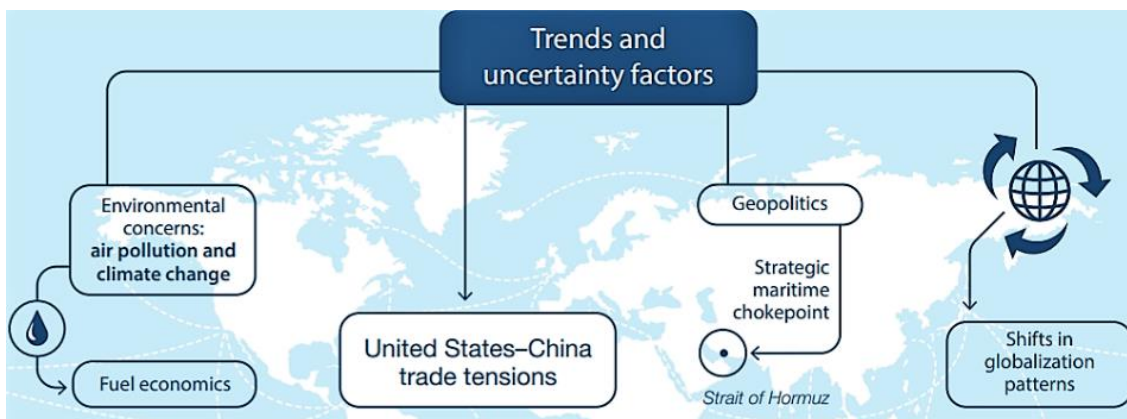 Trends and
uncertainty factors
Environmental
concerns:
air pollution and
climate change
Fuel economics
United States–China
trade tensions
Geopolitics
Strategic
maritime
chokepoint
Strait of Hormuz
Shifts in
globalization
patterns